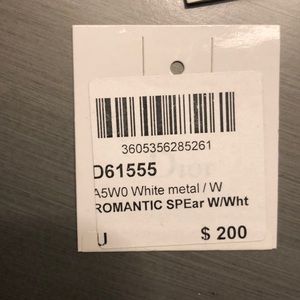 3605356285261
D61555
A5W0 White metal / W
ROMANTIC SPEar W/Wht
U $ 200